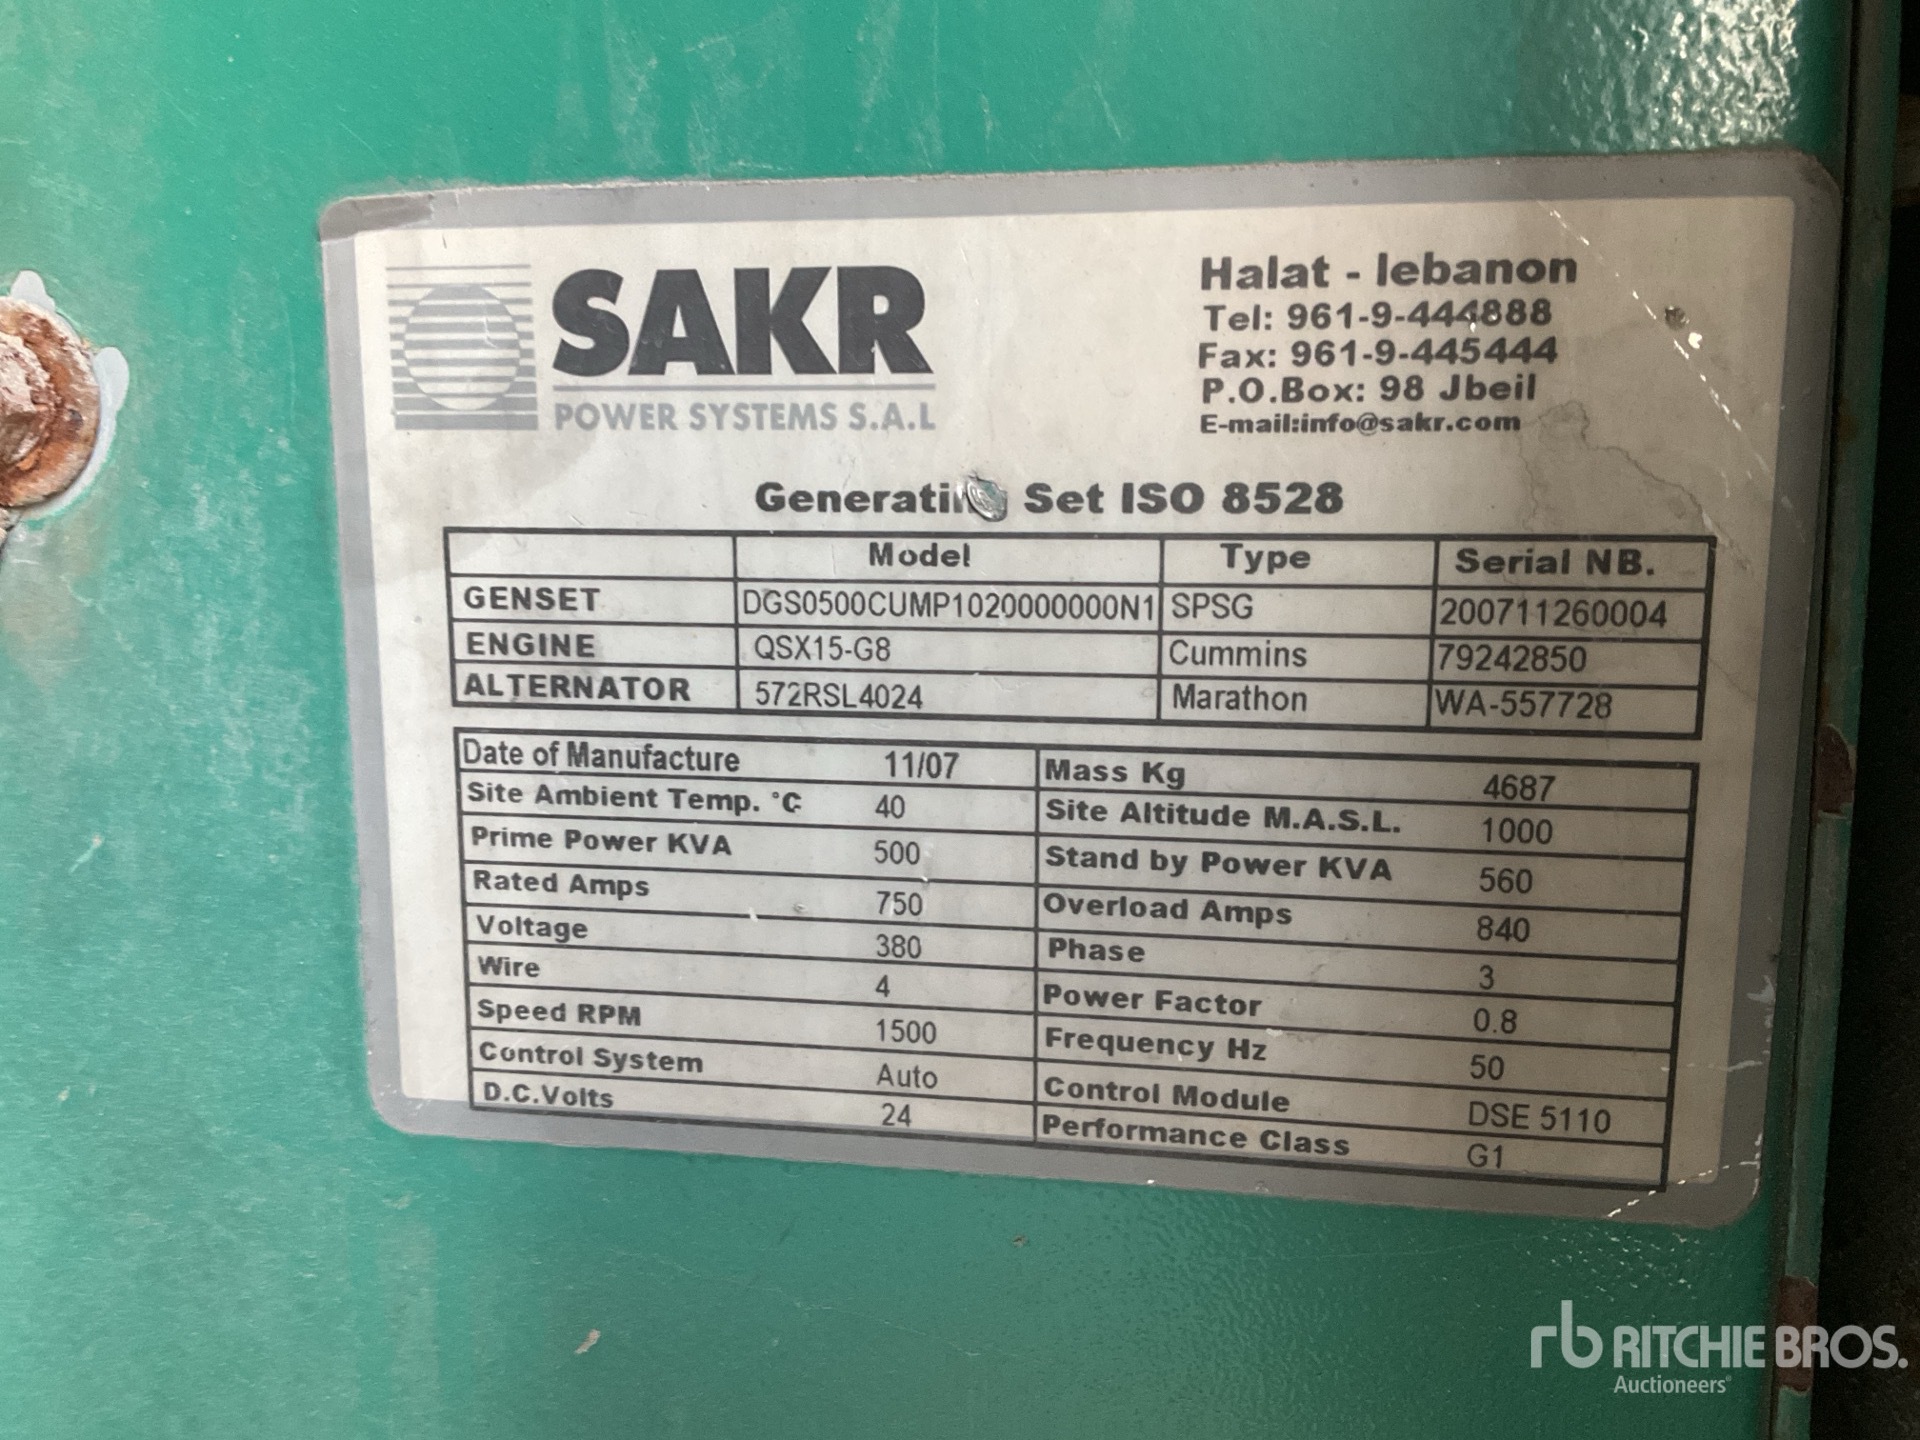 SAKR
POWER SYSTEMS S.A.L
Halat - lebanon
Tel: 961-9-444888
Fax: 961-9-445444
P.O.Box: 98 Jbeil
E-mail:info@sakr.com
Generating Set ISO 8528
Model Type Serial NB.
GENSET DGS0500CUMP1020000000N1 SPSG 200711260004
ENGINE QSX15-G8 Cummins 79242850
ALTERNATOR 572RSL4024 Marathon WA-557728
Date of Manufacture 11/07 Mass Kg 4687
Site Ambient Temp. °C 40 Site Altitude M.A.S.L. 1000
Prime Power KVA 500 Stand by Power KVA 560
Rated Amps 750 Overload Amps 840
Voltage 380 Phase 3
Wire 4 Power Factor 0.8
Speed RPM 1500 Frequency Hz 50
Control System Auto Control Module DSE 5110
D.C.Volts 24 Performance Class G1
rb RITCHIE BROS.
Auctioneers